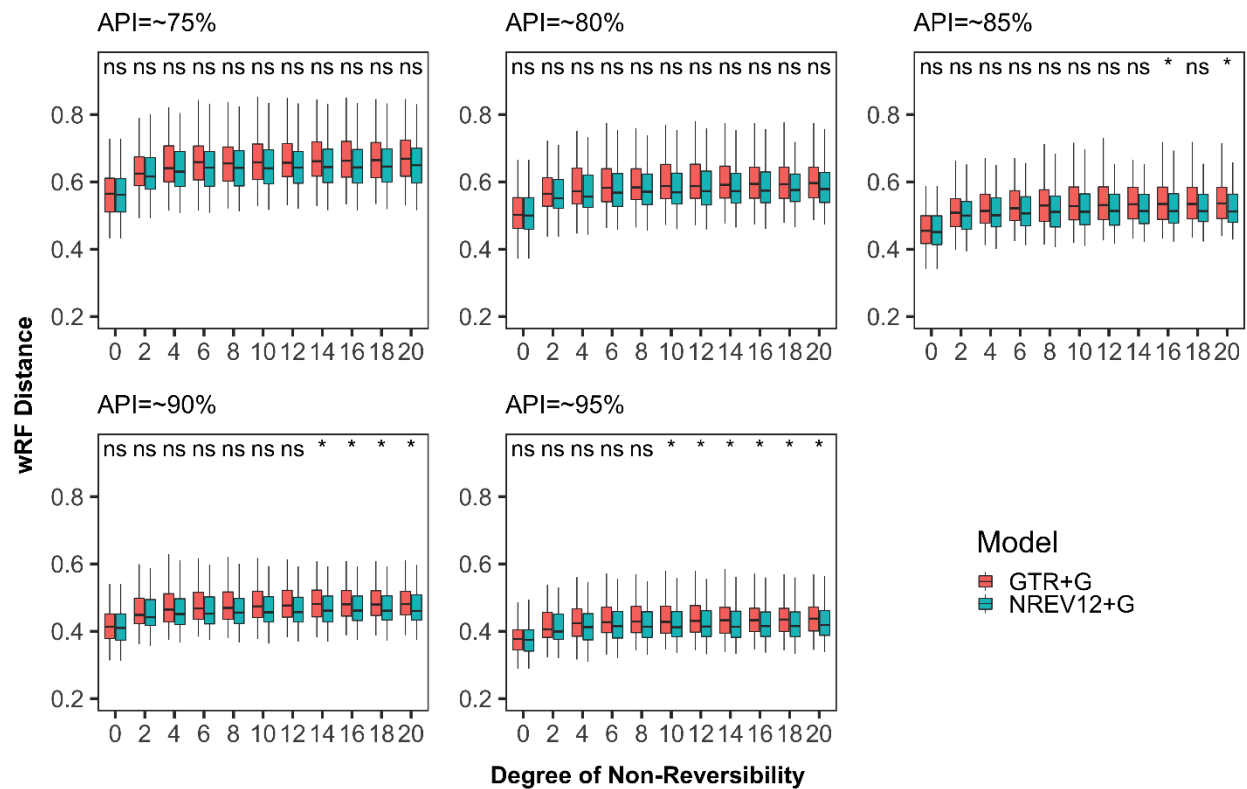 API=~75%
ns ns ns ns ns ns ns ns ns ns ns
0.8
0.6
0.4
0.2
0 2 4 6 8 10 12 14 16 18 20
API=~80%
ns ns ns ns ns ns ns ns ns ns ns
0.8
0.6
0.4
0.2
0 2 4 6 8 10 12 14 16 18 20
API=~85%
ns ns ns ns ns ns ns ns * ns *
0.8
0.6
0.4
0.2
0 2 4 6 8 10 12 14 16 18 20
wRF Distance
API=~90%
ns ns ns ns ns ns ns * * * *
0.8
0.6
0.4
0.2
0 2 4 6 8 10 12 14 16 18 20
API=~95%
ns ns ns ns ns * * * * * *
0.8
0.6
0.4
0.2
0 2 4 6 8 10 12 14 16 18 20
Model
GTR+G
NREV12+G
Degree of Non-Reversibility